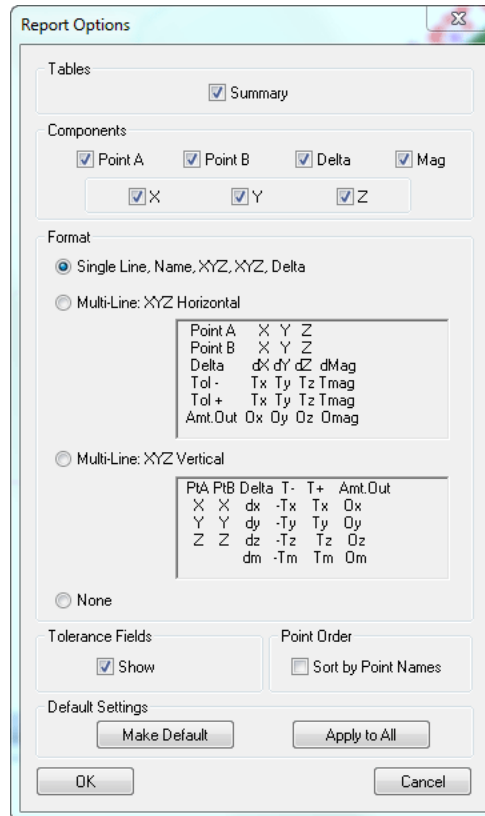 Report Options
Tables
Summary
Components
Point A Point B Delta Mag
X Y Z
Format
Single Line, Name, XYZ, XYZ, Delta
Multi-Line: XYZ Horizontal
Point A X Y Z
Point B X Y Z
Delta dX dY dZ dMag
Tol - Tx Ty Tz Tmag
Tol + Tx Ty Tz Tmag
Amt.Out Ox Oy Oz Omag
Multi-Line: XYZ Vertical
PtA PtB Delta T- T+ Amt.Out
X X dx -Tx Tx Ox
Y Y dy -Ty Ty Oy
Z Z dz -Tz Tz Oz
dm -Tm Tm Om
None
Tolerance Fields
Show
Point Order
Sort by Point Names
Default Settings
Make Default Apply to All
OK Cancel